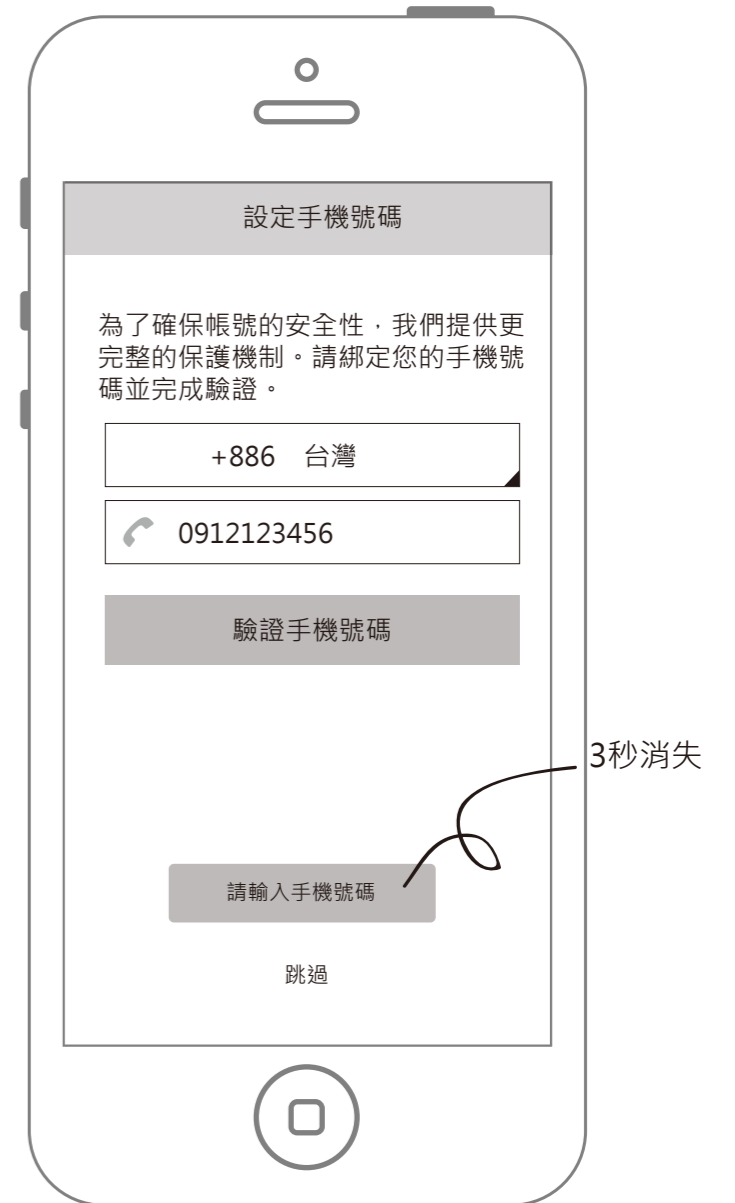 設定手機號碼
為了確保帳號的安全性，我們提供更
完整的保護機制。請綁定您的手機號
碼並完成驗證。
+886 台灣
0912123456
驗證手機號碼
3秒消失
請輸入手機號碼
跳過